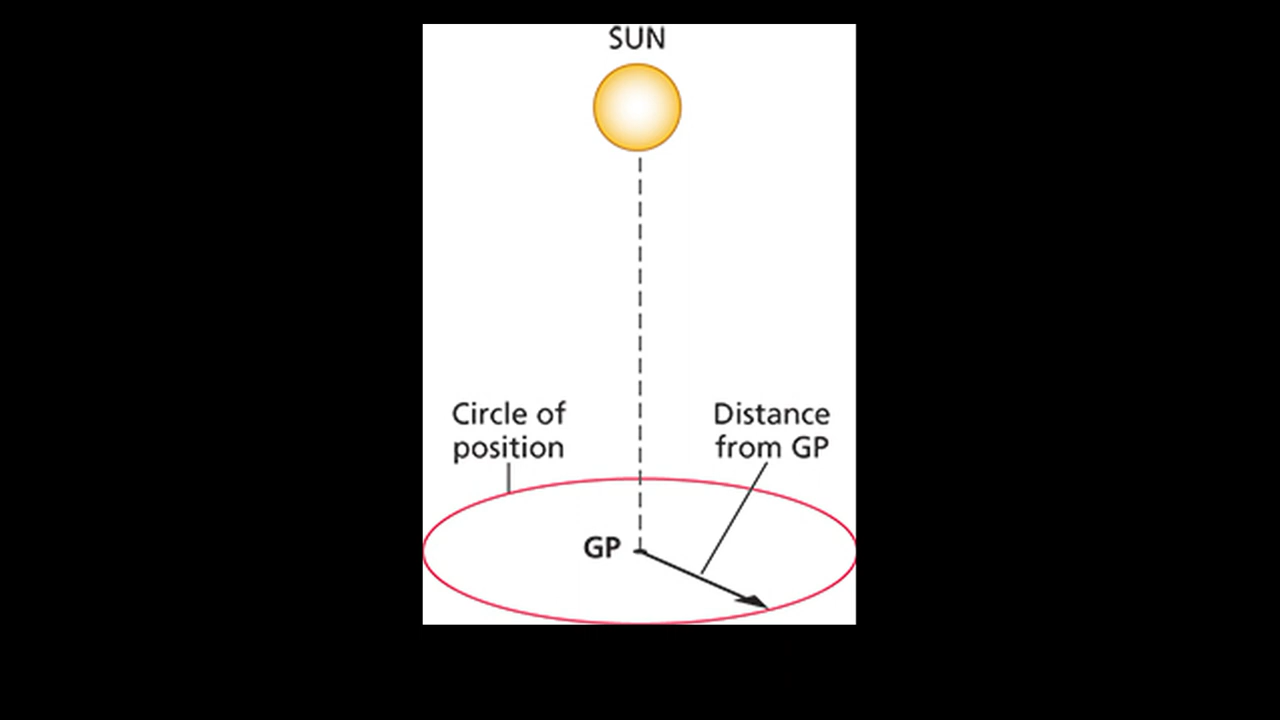 SUN
Circle of
position
Distance
from GP
GP